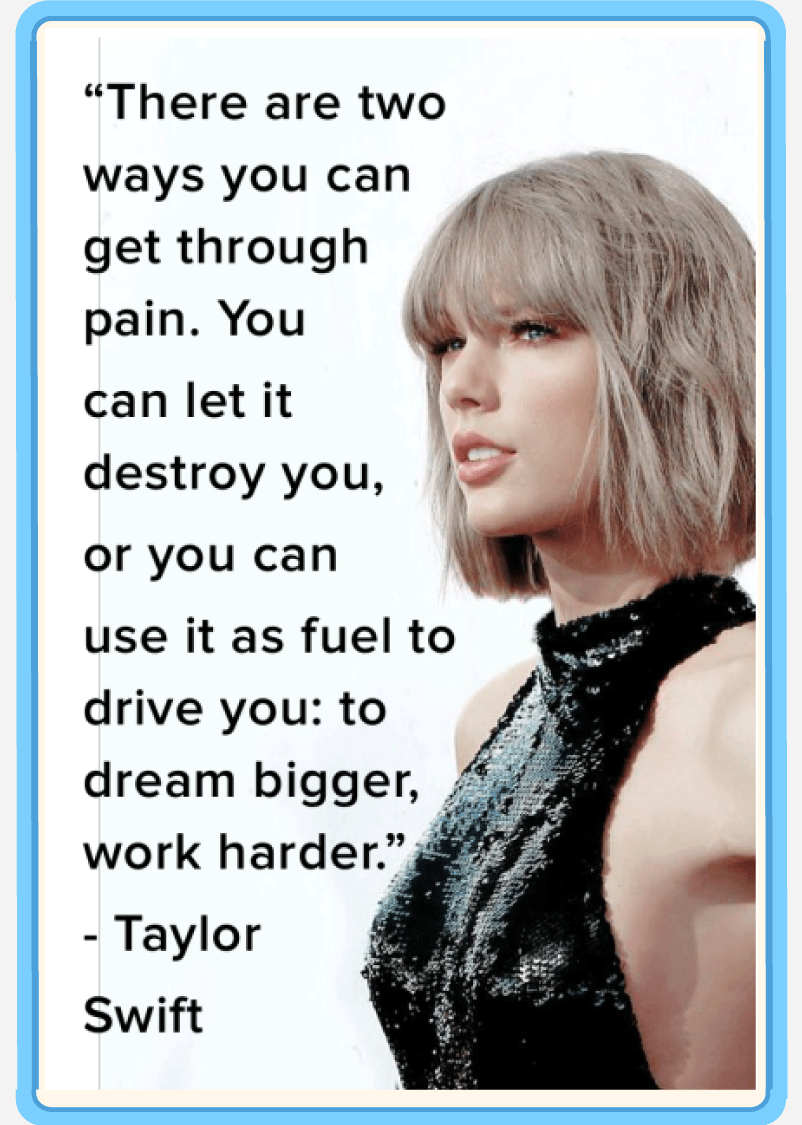 “There are two
ways you can
get through
pain. You
can let it
destroy you,
or you can
use it as fuel to
drive you: to
dream bigger,
work harder.”
- Taylor
Swift